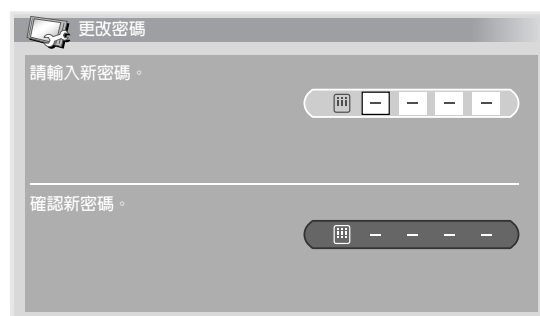 更改密碼
請輸入新密碼。
– – – –
確認新密碼。
– – – –